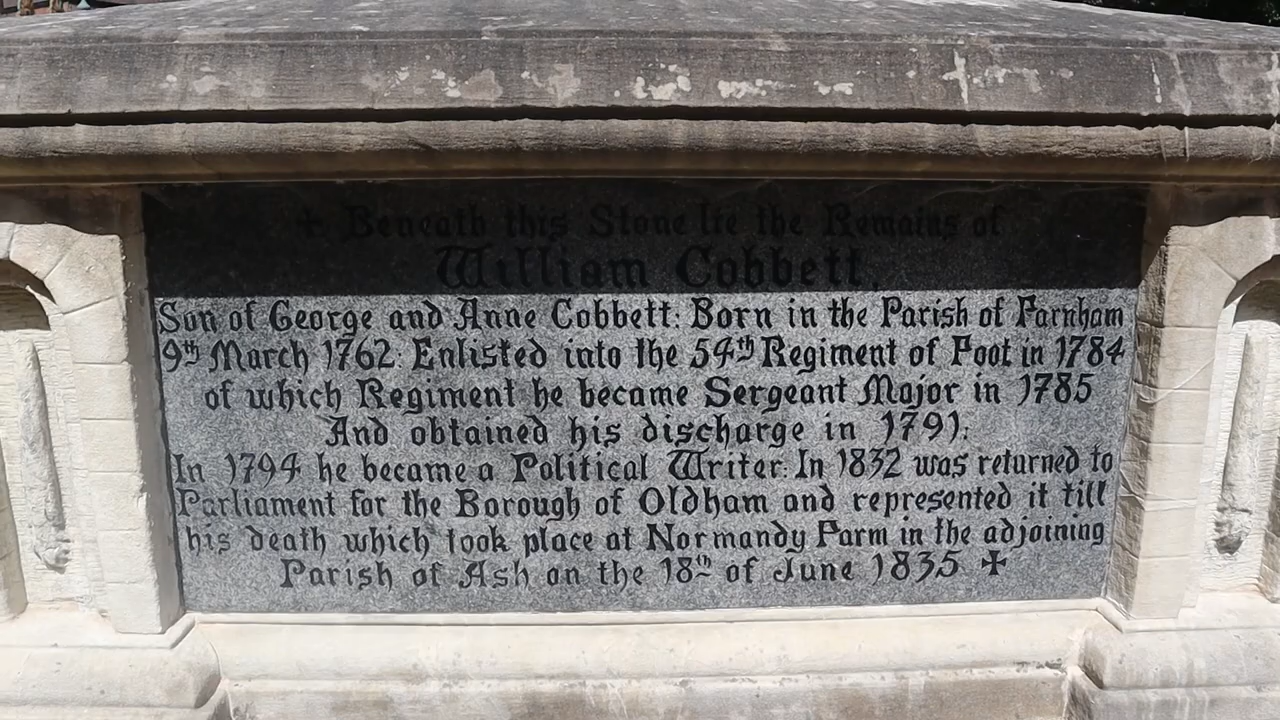 + Beneath this Stone lie the Remains of
William Cobbett.
Son of George and Anne Cobbett: Born in the Parish of Farnham
9th March 1762: Enlisted into the 54th Regiment of Foot in 1784
of which Regiment he became Sergeant Major in 1785
And obtained his discharge in 1791:
In 1794 he became a Political Writer: In 1832 was returned to
Parliament for the Borough of Oldham and represented it till
his death which took place at Normandy Farm in the adjoining
Parish of Ash on the 18th of June 1835 ✠